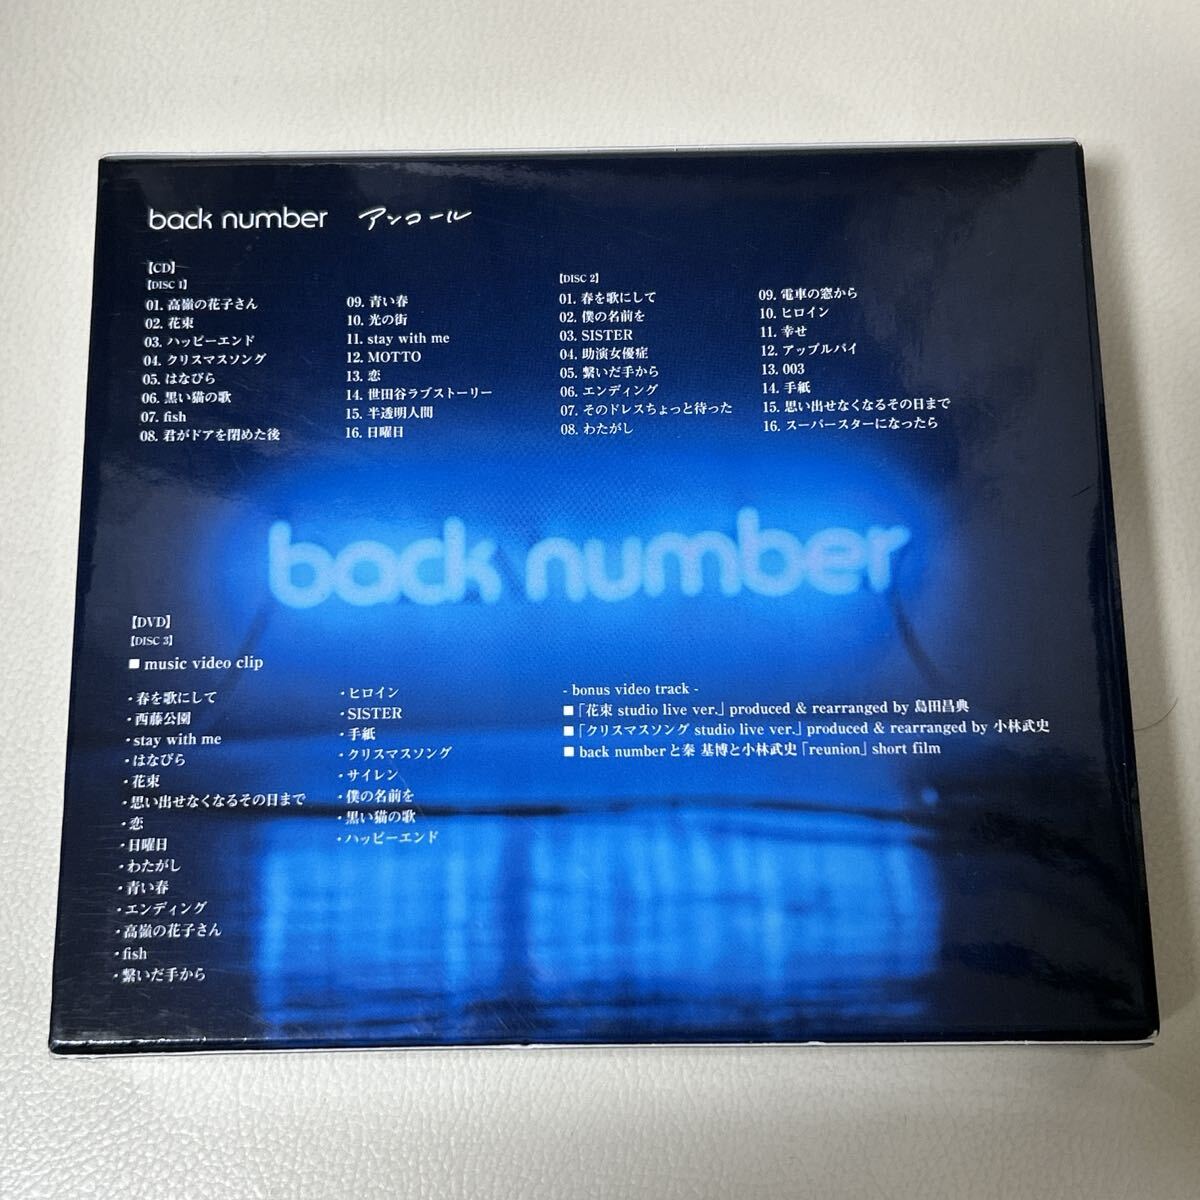 back number アンコール
【CD】
【DISC 1】
01. 高嶺の花子さん
02. 花束
03. ハッピーエンド
04. クリスマスソング
05. はなびら
06. 黒い猫の歌
07. fish
08. 君がドアを閉めた後
09. 青い春
10. 光の街
11. stay with me
12. MOTTO
13. 恋
14. 世田谷ラブストーリー
15. 半透明人間
16. 日曜日
【DISC 2】
01. 春を歌にして
02. 僕の名前を
03. SISTER
04. 助演女優症
05. 繋いだ手から
06. エンディング
07. そのドレスちょっと待った
08. わたがし
09. 電車の窓から
10. ヒロイン
11. 幸せ
12. アップルパイ
13. 003
14. 手紙
15. 思い出せなくなるその日まで
16. スーパースターになったら
back number
【DVD】
【DISC 3】
■ music video clip
・春を歌にして
・西藤公園
・stay with me
・はなびら
・花束
・思い出せなくなるその日まで
・恋
・日曜日
・わたがし
・青い春
・エンディング
・高嶺の花子さん
・fish
・繋いだ手から
・ヒロイン
・SISTER
・手紙
・クリスマスソング
・サイレン
・僕の名前を
・黒い猫の歌
・ハッピーエンド
- bonus video track -
■「花束 studio live ver.」produced & rearranged by 島田昌典
■「クリスマスソング studio live ver.」produced & rearranged by 小林武史
■ back numberと秦 基博と小林武史「reunion」short film